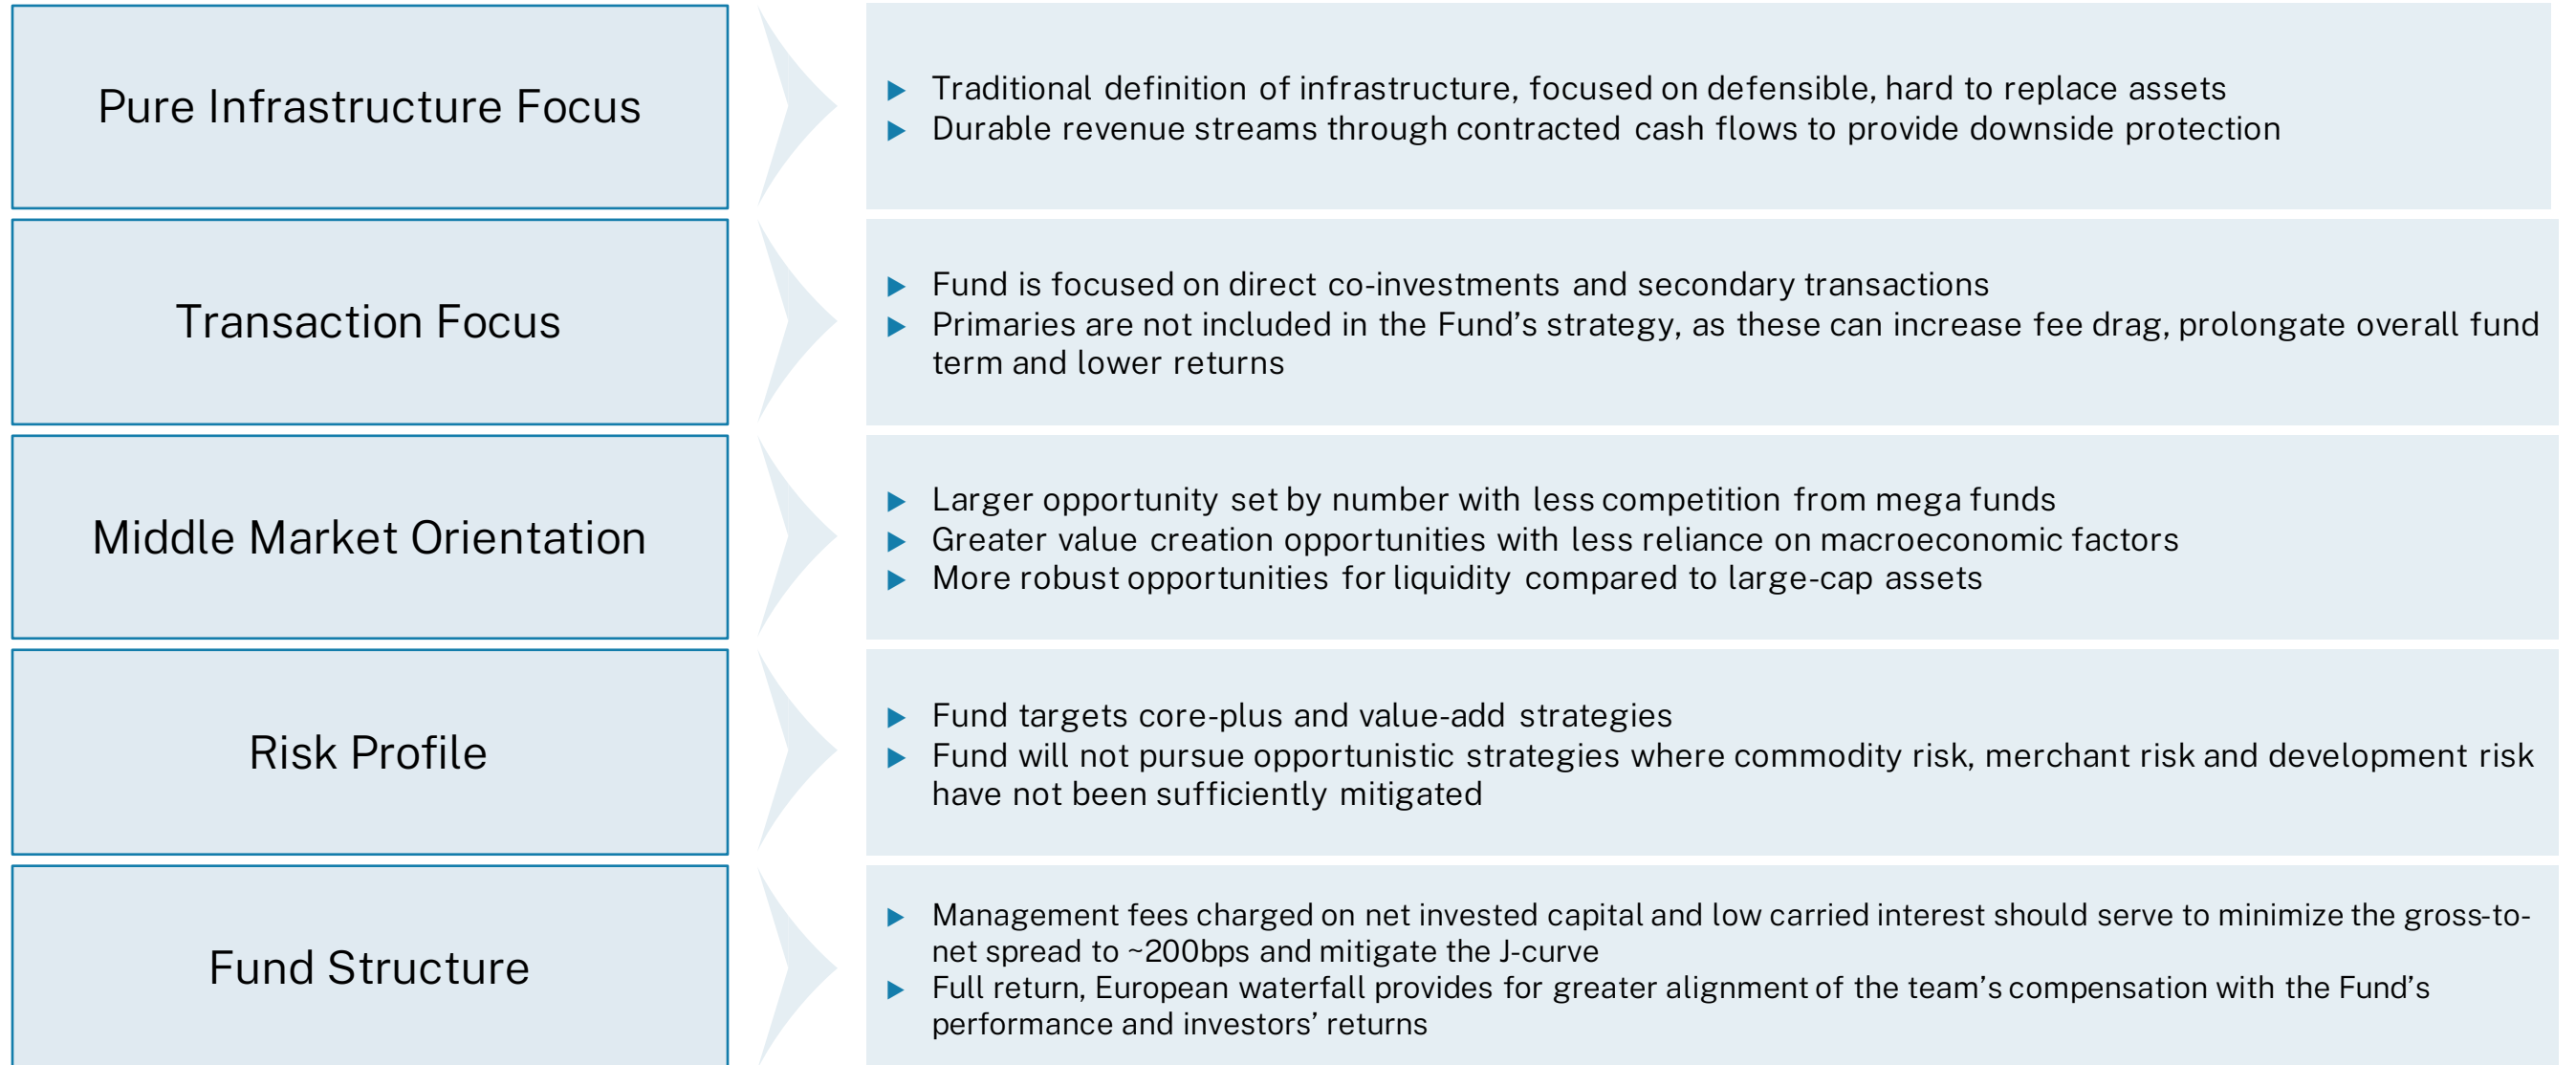 Pure Infrastructure Focus
▶ Traditional definition of infrastructure, focused on defensible, hard to replace assets
▶ Durable revenue streams through contracted cash flows to provide downside protection
Transaction Focus
▶ Fund is focused on direct co-investments and secondary transactions
▶ Primaries are not included in the Fund’s strategy, as these can increase fee drag, prolongate overall fund
term and lower returns
Middle Market Orientation
▶ Larger opportunity set by number with less competition from mega funds
▶ Greater value creation opportunities with less reliance on macroeconomic factors
▶ More robust opportunities for liquidity compared to large-cap assets
Risk Profile
▶ Fund targets core-plus and value-add strategies
▶ Fund will not pursue opportunistic strategies where commodity risk, merchant risk and development risk
have not been sufficiently mitigated
Fund Structure
▶ Management fees charged on net invested capital and low carried interest should serve to minimize the gross-to-
net spread to ~200bps and mitigate the J-curve
▶ Full return, European waterfall provides for greater alignment of the team’s compensation with the Fund’s
performance and investors’ returns